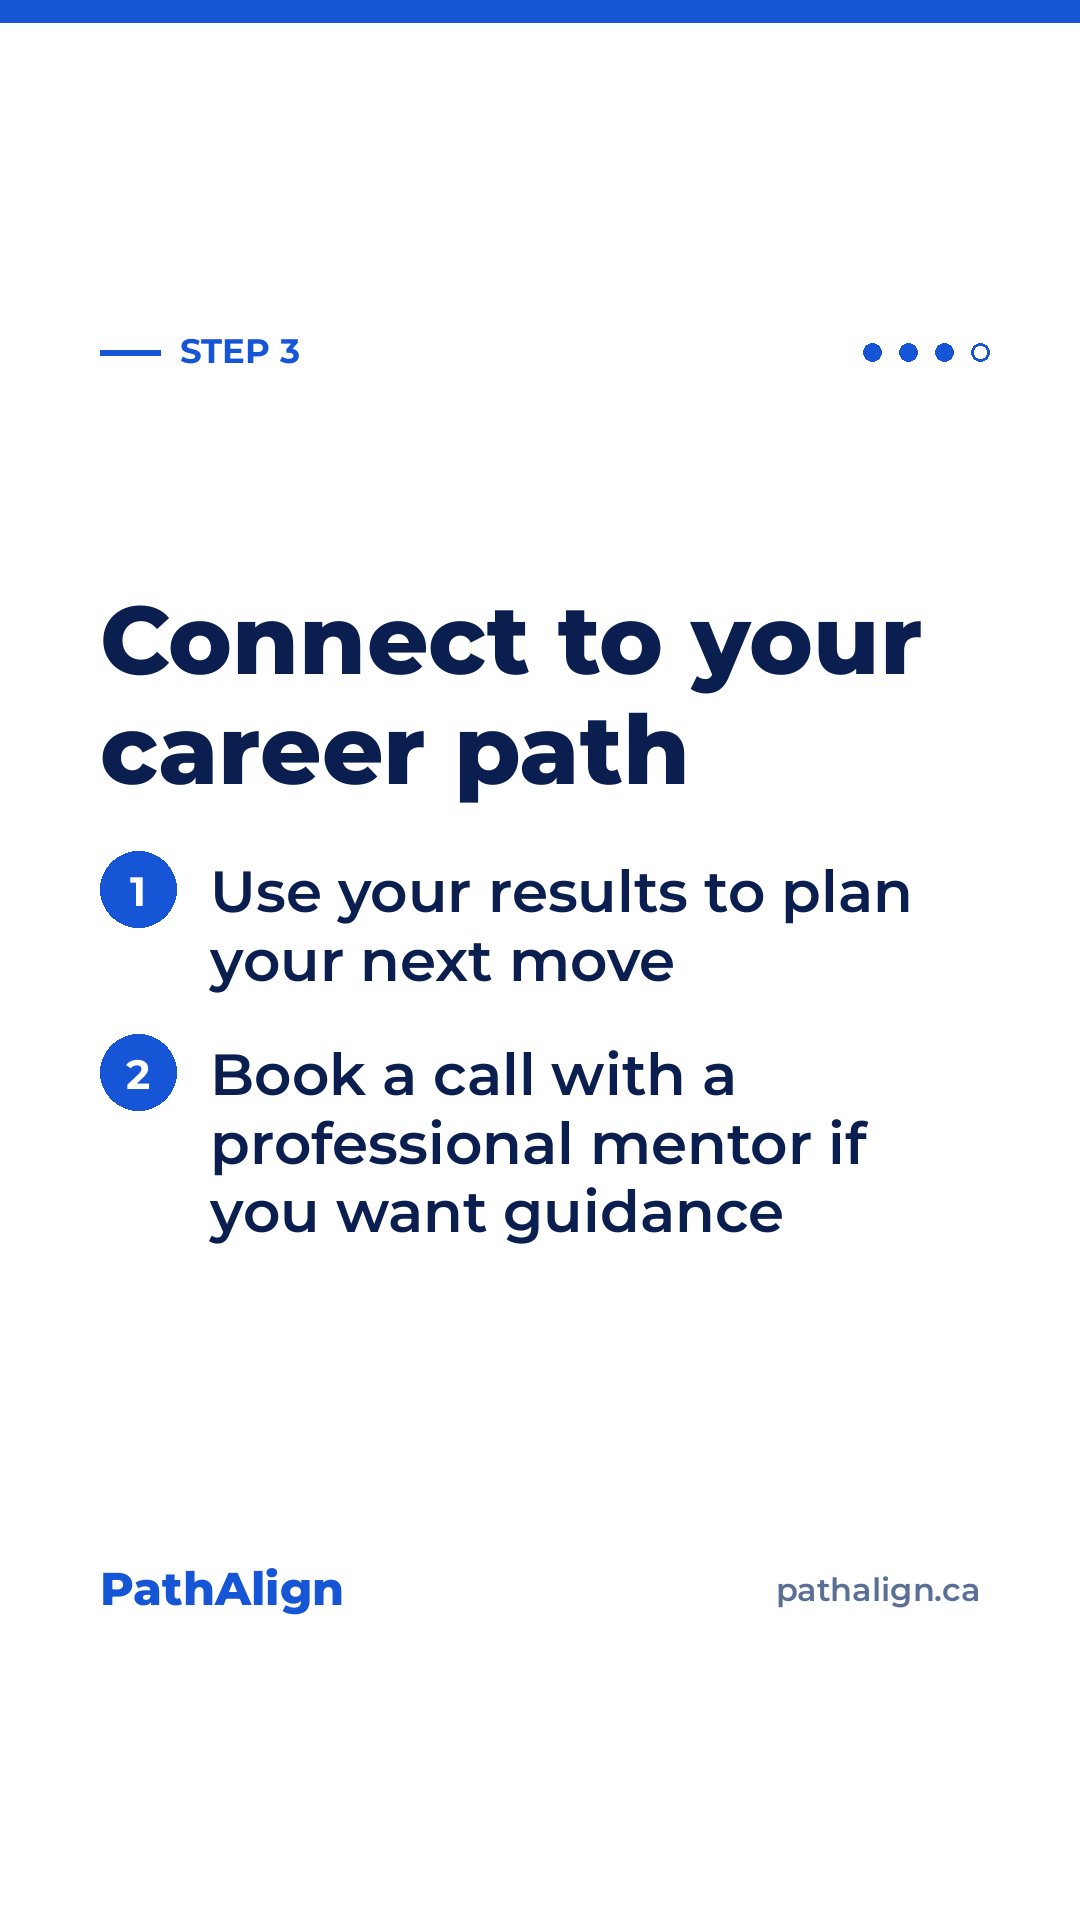 STEP 3
Connect to your
career path
1 Use your results to plan
your next move
2 Book a call with a
professional mentor if
you want guidance
PathAlign
pathalign.ca